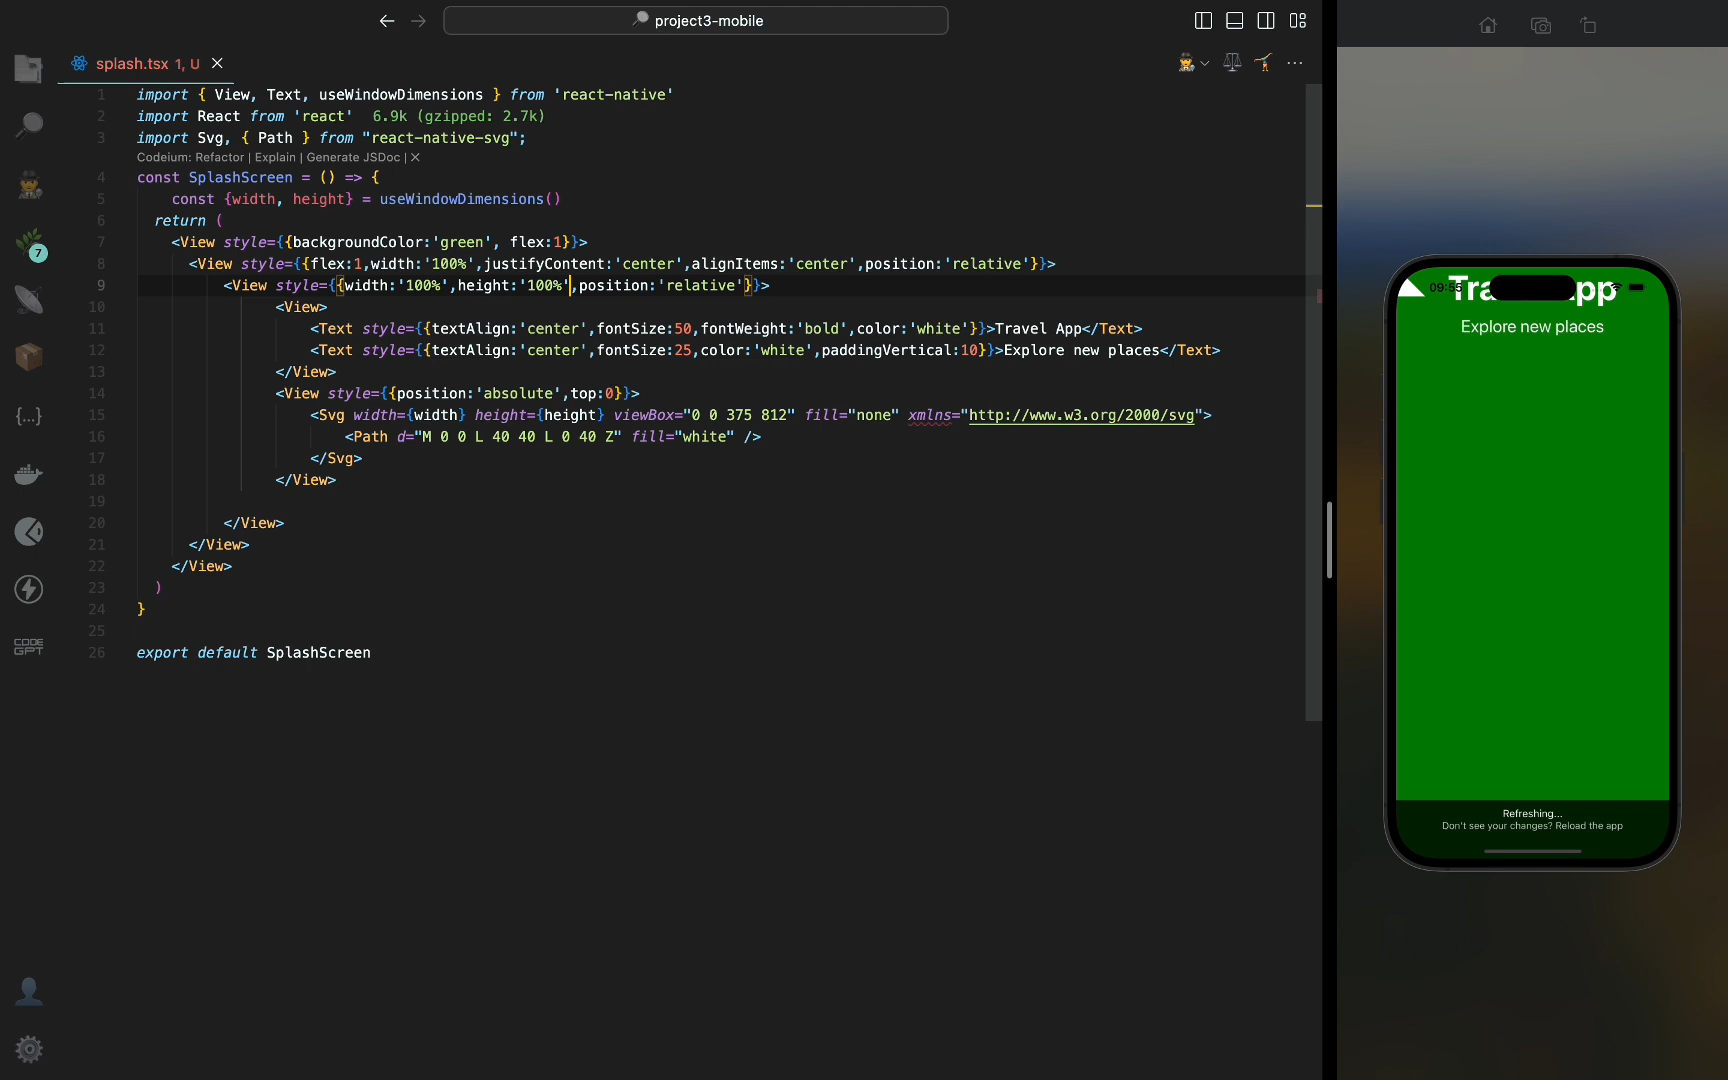 project3-mobile
splash.tsx 1, U
1 import { View, Text, useWindowDimensions } from 'react-native'
2 import React from 'react' 6.9k (gzipped: 2.7k)
3 import Svg, { Path } from "react-native-svg";
Codeium: Refactor | Explain | Generate JSDoc | X
4 const SplashScreen = () => {
5 const {width, height} = useWindowDimensions()
6 return (
7 <View style={{backgroundColor:'green', flex:1}}>
8 <View style={{flex:1,width:'100%',justifyContent:'center',alignItems:'center',position:'relative'}}>
9 <View style={{width:'100%',height:'100%',position:'relative'}}>
10 <View>
11 <Text style={{textAlign:'center',fontSize:50,fontWeight:'bold',color:'white'}}>Travel App</Text>
12 <Text style={{textAlign:'center',fontSize:25,color:'white',paddingVertical:10}}>Explore new places</Text>
13 </View>
14 <View style={{position:'absolute',top:0}}>
15 <Svg width={width} height={height} viewBox="0 0 375 812" fill="none" xmlns="http://www.w3.org/2000/svg">
16 <Path d="M 0 0 L 40 40 L 0 40 Z" fill="white" />
17 </Svg>
18 </View>
19
20 </View>
21 </View>
22 </View>
23 )
24 }
25
26 export default SplashScreen
7
{...}
CODE
GPT
09:55
Explore new places
Refreshing...
Don't see your changes? Reload the app